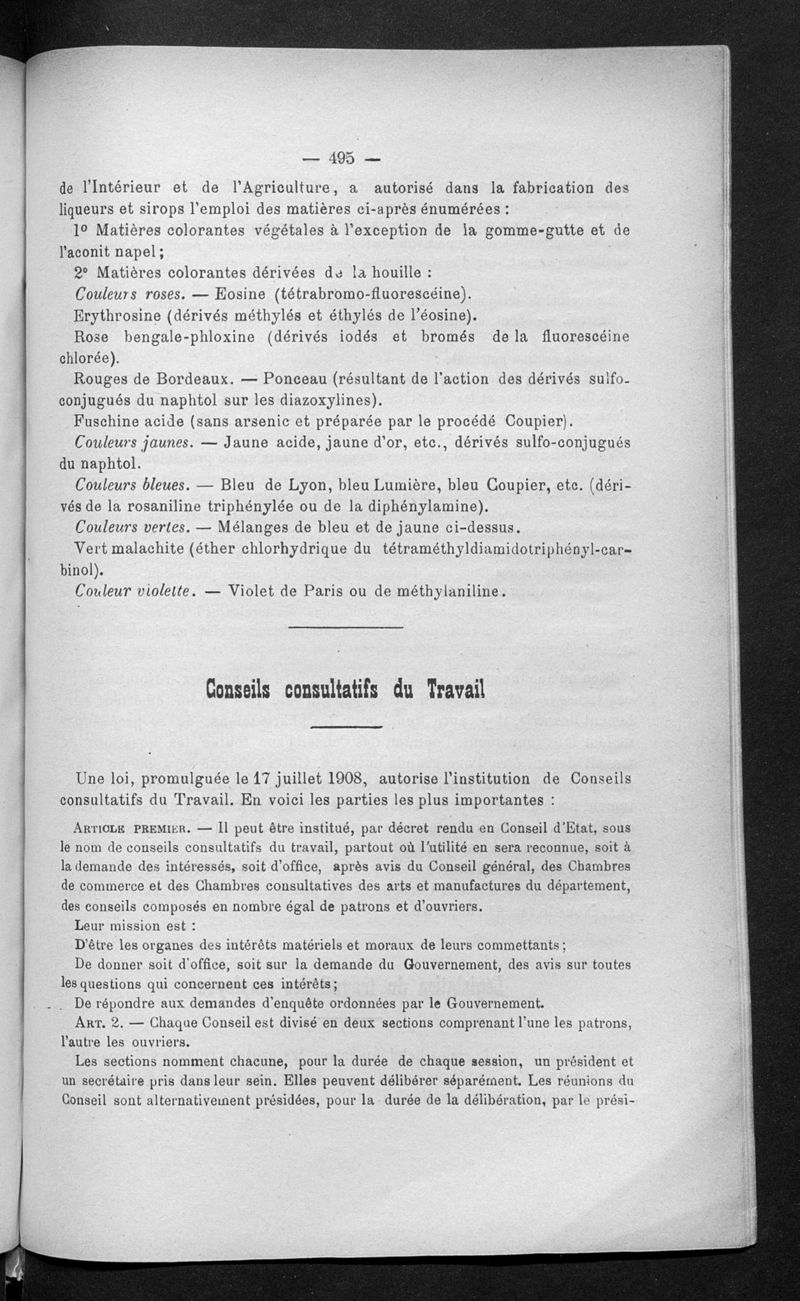 — 495 —
de l'Intérieur et de l'Agriculture, a autorisé dans la fabrication des
liqueurs et sirops l'emploi des matières ci-après énumérées :
1º Matières colorantes végétales à l'exception de la gomme-gutte et de
l'aconit napel ;
2º Matières colorantes dérivées de la houille :
Couleurs roses. — Eosine (tétrabromo-fluorescéine).
Erythrosine (dérivés méthylés et éthylés de l'éosine).
Rose bengale-phloxine (dérivés iodés et bromés de la fluorescéine
chlorée).
Rouges de Bordeaux. — Ponceau (résultant de l'action des dérivés sulfo-
conjugués du naphtol sur les diazoxylines).
Fuschine acide (sans arsenic et préparée par le procédé Coupier).
Couleurs jaunes. — Jaune acide, jaune d'or, etc., dérivés sulfo-conjugués
du naphtol.
Couleurs bleues. — Bleu de Lyon, bleu Lumière, bleu Coupier, etc. (déri-
vés de la rosaniline triphénylée ou de la diphénylamine).
Couleurs vertes. — Mélanges de bleu et de jaune ci-dessus.
Vert malachite (éther chlorhydrique du tétraméthyldiamidotriphényl-car-
binol).
Couleur violette. — Violet de Paris ou de méthylaniline.
Conseils consultatifs du Travail
Une loi, promulguée le 17 juillet 1908, autorise l'institution de Conseils
consultatifs du Travail. En voici les parties les plus importantes :
ARTICLE PREMIER. — Il peut être institué, par décret rendu en Conseil d'Etat, sous
le nom de conseils consultatifs du travail, partout où l'utilité en sera reconnue, soit à
la demande des intéressés, soit d'office, après avis du Conseil général, des Chambres
de commerce et des Chambres consultatives des arts et manufactures du département,
des conseils composés en nombre égal de patrons et d'ouvriers.
Leur mission est :
D'être les organes des intérêts matériels et moraux de leurs commettants ;
De donner soit d'office, soit sur la demande du Gouvernement, des avis sur toutes
les questions qui concernent ces intérêts ;
De répondre aux demandes d'enquête ordonnées par le Gouvernement.
ART. 2. — Chaque Conseil est divisé en deux sections comprenant l'une les patrons,
l'autre les ouvriers.
Les sections nomment chacune, pour la durée de chaque session, un président et
un secrétaire pris dans leur sein. Elles peuvent délibérer séparément. Les réunions du
Conseil sont alternativement présidées, pour la durée de la délibération, par le prési-